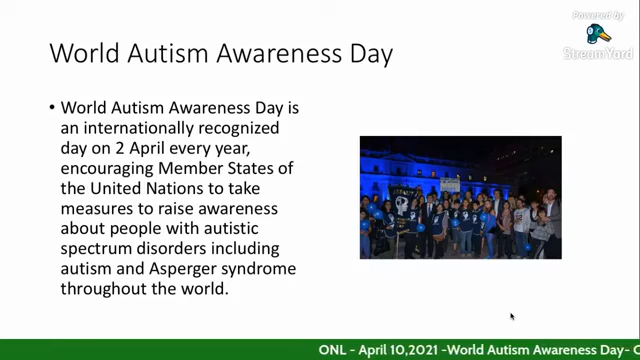 Powered by
StreamYard
World Autism Awareness Day
• World Autism Awareness Day is
an internationally recognized
day on 2 April every year,
encouraging Member States of
the United Nations to take
measures to raise awareness
about people with autistic
spectrum disorders including
autism and Asperger syndrome
throughout the world.
ONL - April 10,2021 -World Autism Awareness Day-